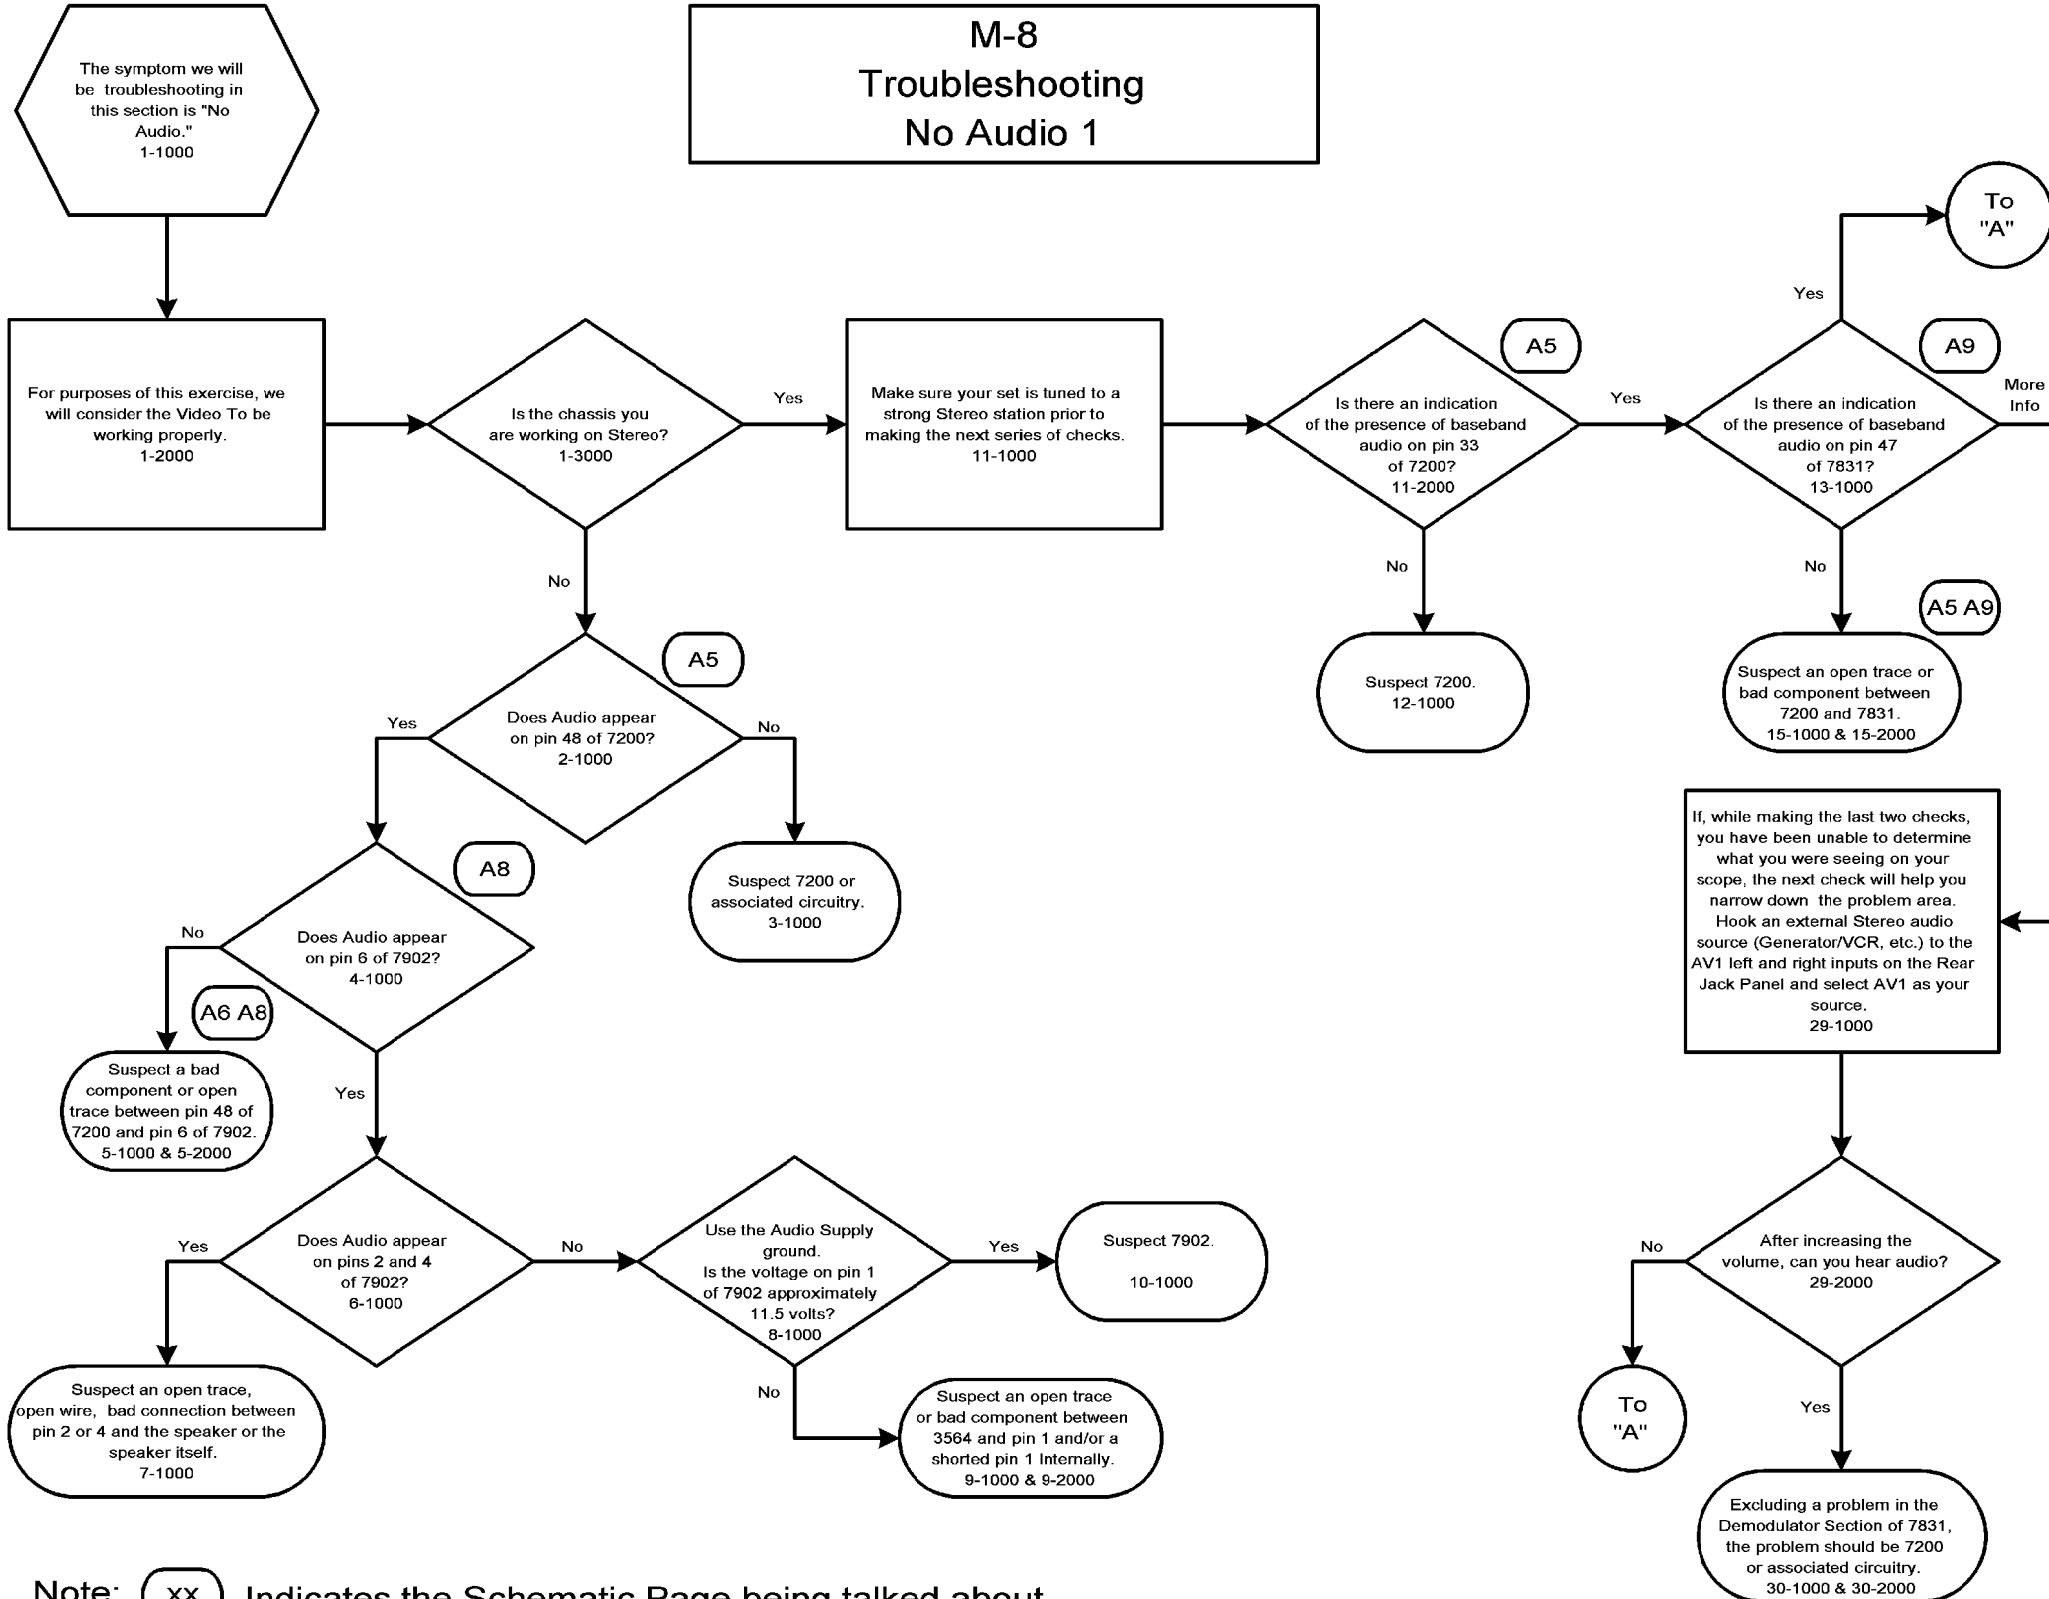 M-8
Troubleshooting
No Audio 1
The symptom we will
be troubleshooting in
this section is "No
Audio."
1-1000
For purposes of this exercise, we
will consider the Video To be
working properly.
1-2000
Is the chassis you
are working on Stereo?
1-3000
Yes
Make sure your set is tuned to a
strong Stereo station prior to
making the next series of checks.
11-1000
A5
Is there an indication
of the presence of baseband
audio on pin 33
of 7200?
11-2000
Yes
A9
Is there an indication
of the presence of baseband
audio on pin 47
of 7831?
13-1000
Yes
To
"A"
More
Info
No
Suspect 7200.
12-1000
No
A5 A9
Suspect an open trace or
bad component between
7200 and 7831.
15-1000 & 15-2000
No
A5
Does Audio appear
on pin 48 of 7200?
2-1000
Yes
No
Suspect 7200 or
associated circuitry.
3-1000
A8
Does Audio appear
on pin 6 of 7902?
4-1000
No
A6 A8
Suspect a bad
component or open
trace between pin 48 of
7200 and pin 6 of 7902.
5-1000 & 5-2000
Yes
Does Audio appear
on pins 2 and 4
of 7902?
6-1000
Yes
Suspect an open trace,
open wire, bad connection between
pin 2 or 4 and the speaker or the
speaker itself.
7-1000
No
Use the Audio Supply
ground.
Is the voltage on pin 1
of 7902 approximately
11.5 volts?
8-1000
Yes
Suspect 7902.
10-1000
No
Suspect an open trace
or bad component between
3564 and pin 1 and/or a
shorted pin 1 Internally.
9-1000 & 9-2000
If, while making the last two checks,
you have been unable to determine
what you were seeing on your
scope, the next check will help you
narrow down the problem area.
Hook an external Stereo audio
source (Generator/VCR, etc.) to the
AV1 left and right inputs on the Rear
Jack Panel and select AV1 as your
source.
29-1000
After increasing the
volume, can you hear audio?
29-2000
No
To
"A"
Yes
Excluding a problem in the
Demodulator Section of 7831,
the problem should be 7200
or associated circuitry.
30-1000 & 30-2000
Note: xx Indicates the Schematic Page being talked about